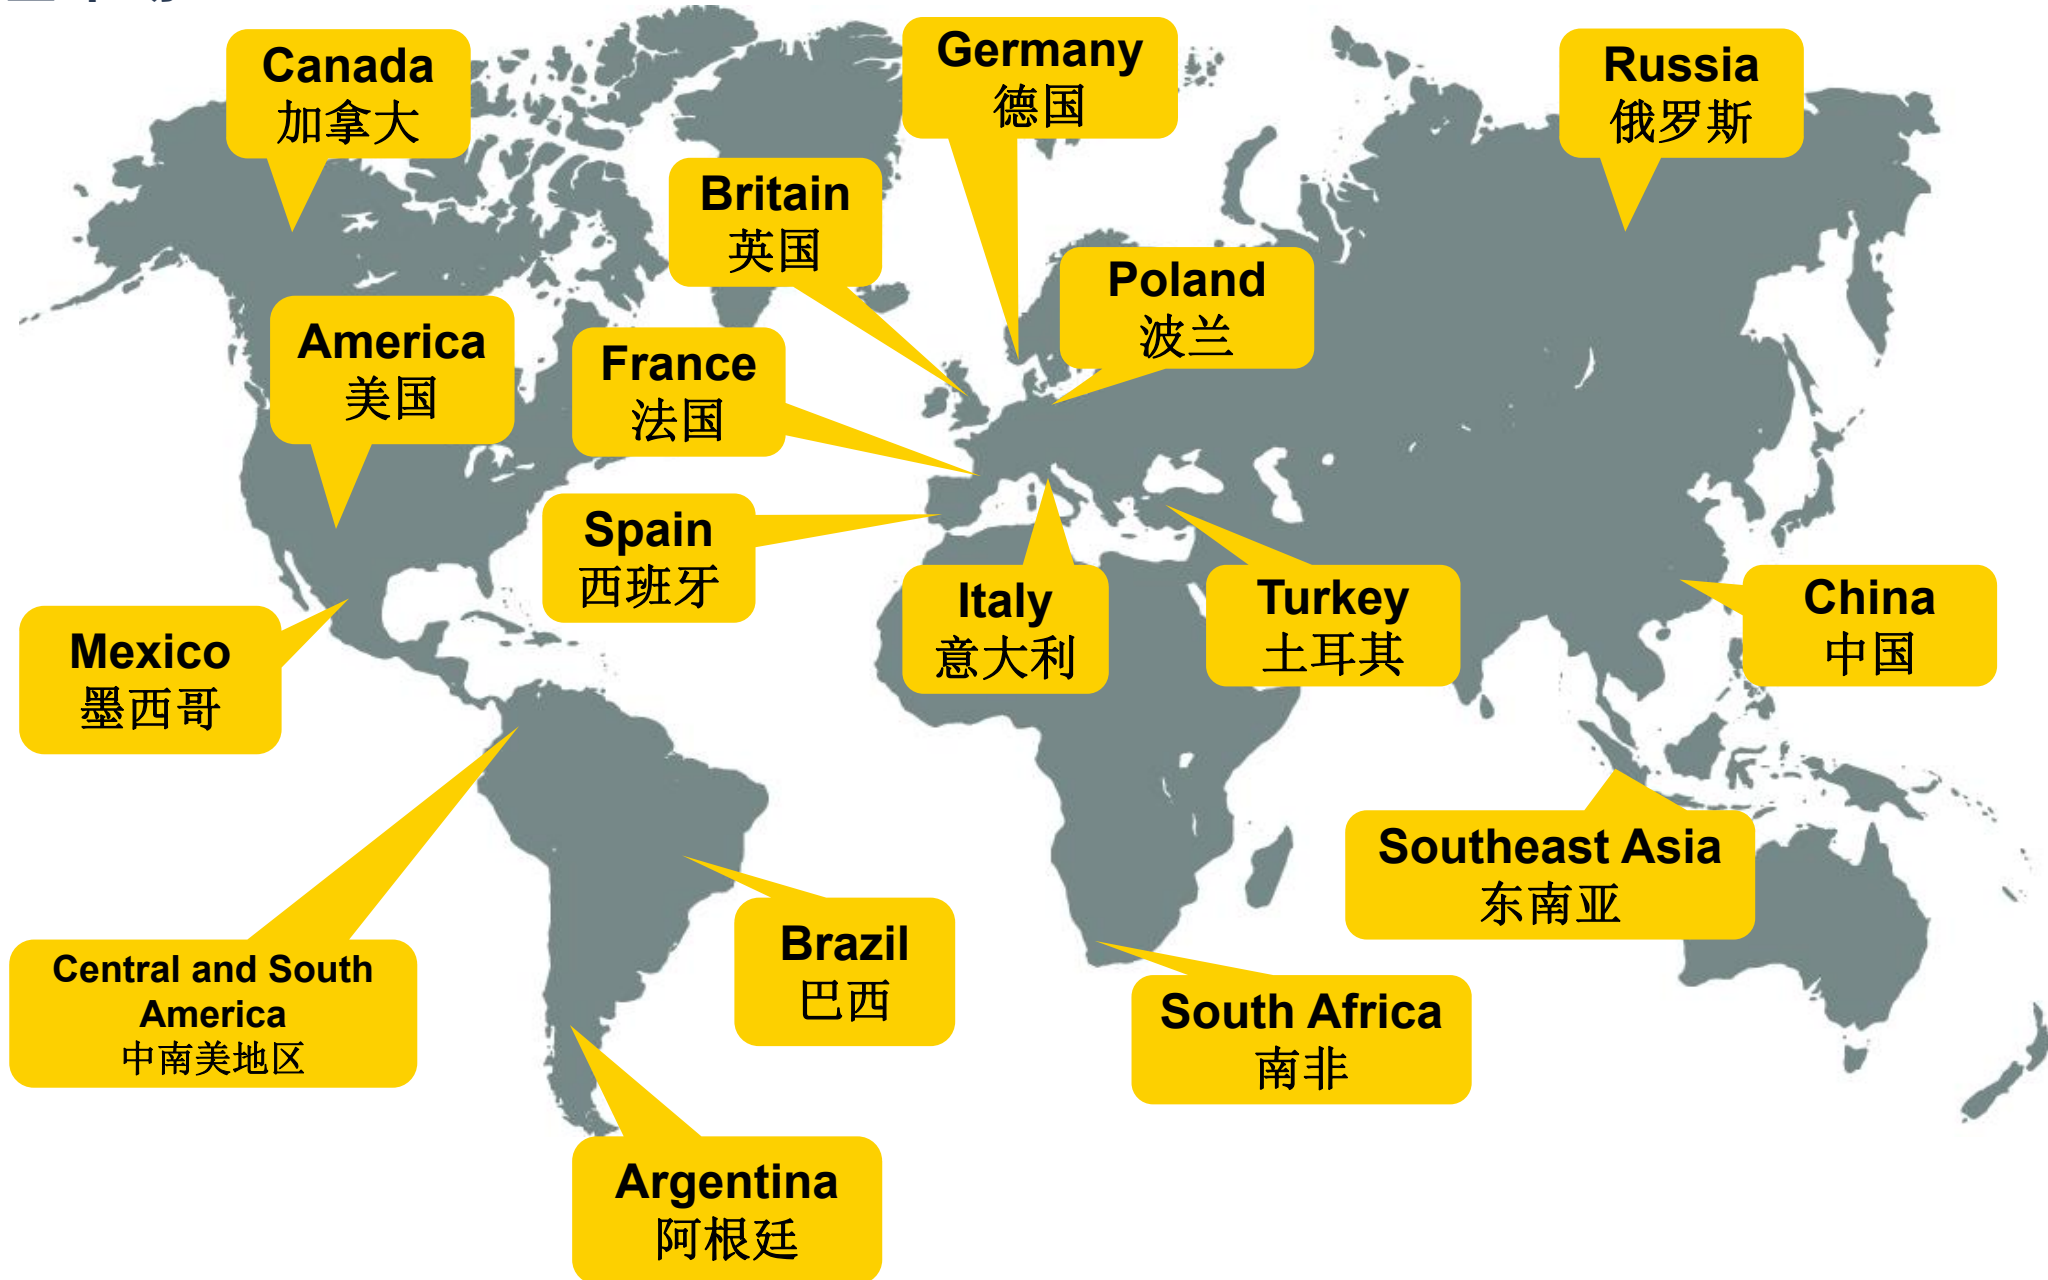 Canada
加拿大
Germany
德国
Russia
俄罗斯
Britain
英国
Poland
波兰
America
美国
France
法国
Spain
西班牙
Italy
意大利
Turkey
土耳其
China
中国
Mexico
墨西哥
Southeast Asia
东南亚
Brazil
巴西
Central and South
America
中南美地区
South Africa
南非
Argentina
阿根廷